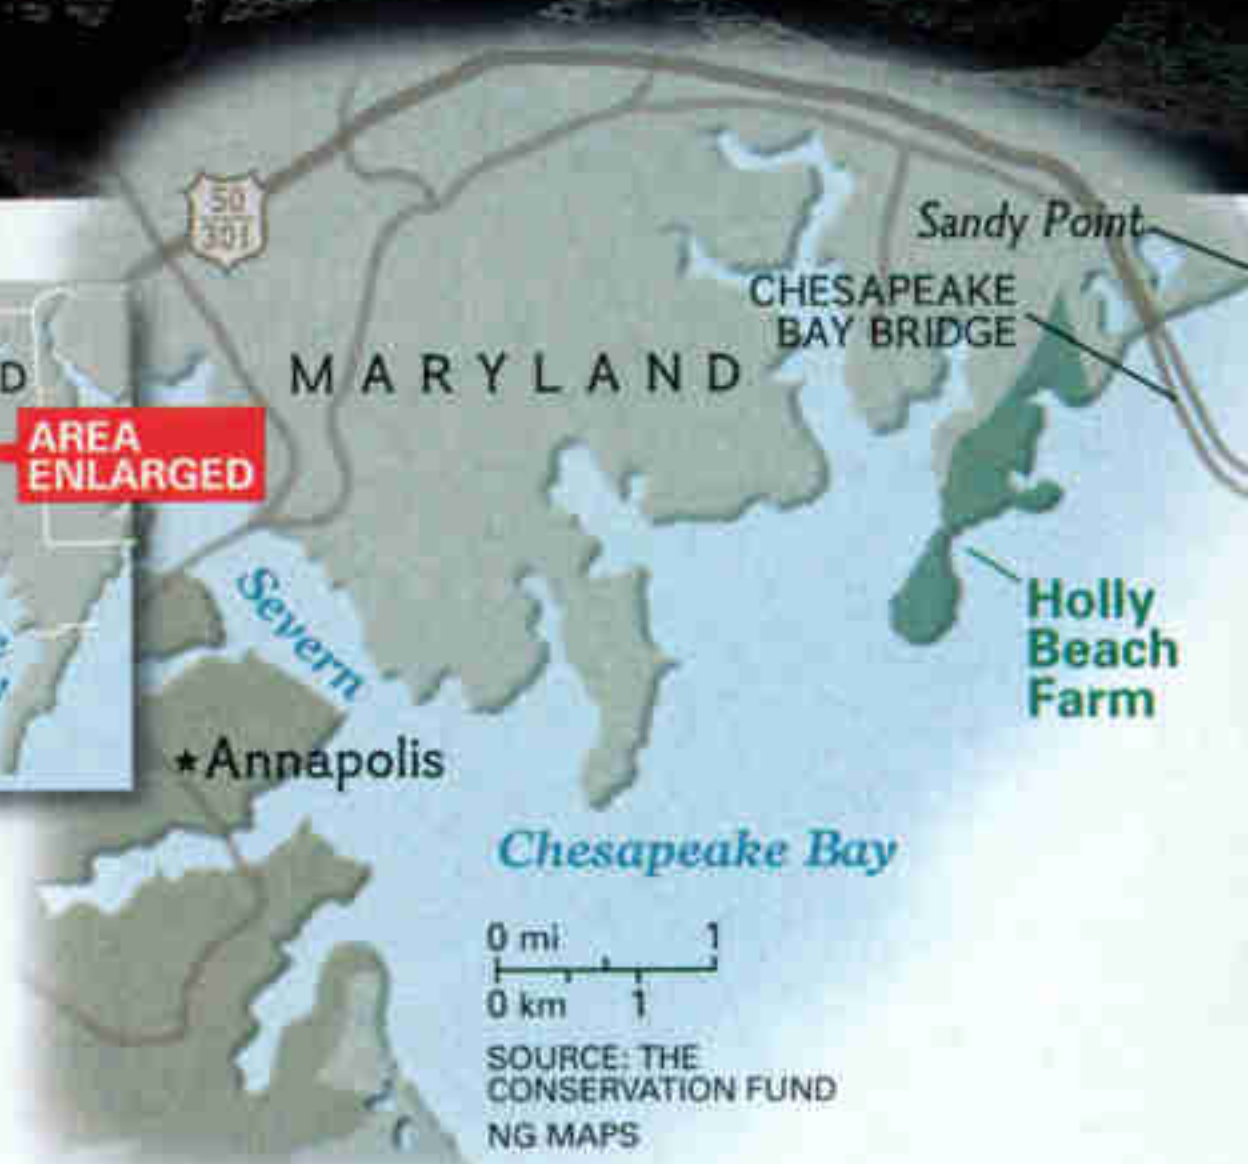 50
301
Sandy Point
CHESAPEAKE
BAY BRIDGE
MARYLAND
D
AREA
ENLARGED
Severn
Holly
Beach
Farm
Annapolis
Chesapeake Bay
0 mi 1
0 km 1
SOURCE: THE
CONSERVATION FUND
NG MAPS